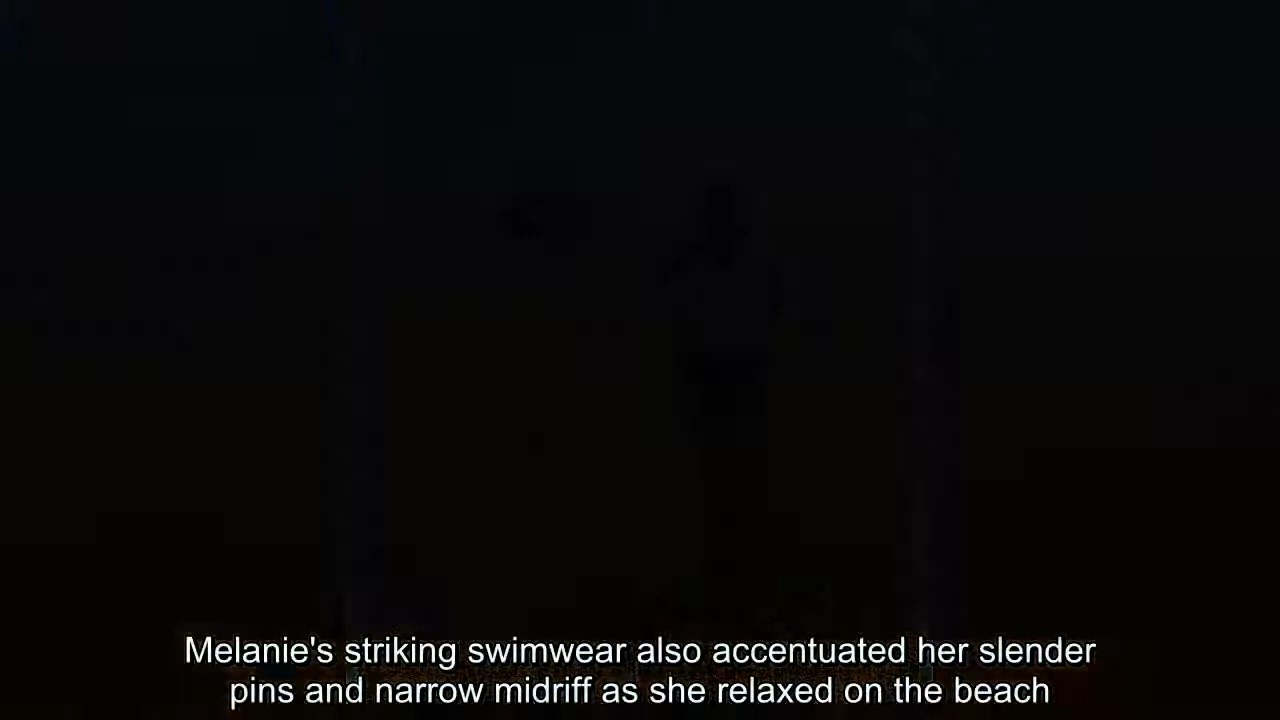 Melanie's striking swimwear also accentuated her slender
pins and narrow midriff as she relaxed on the beach